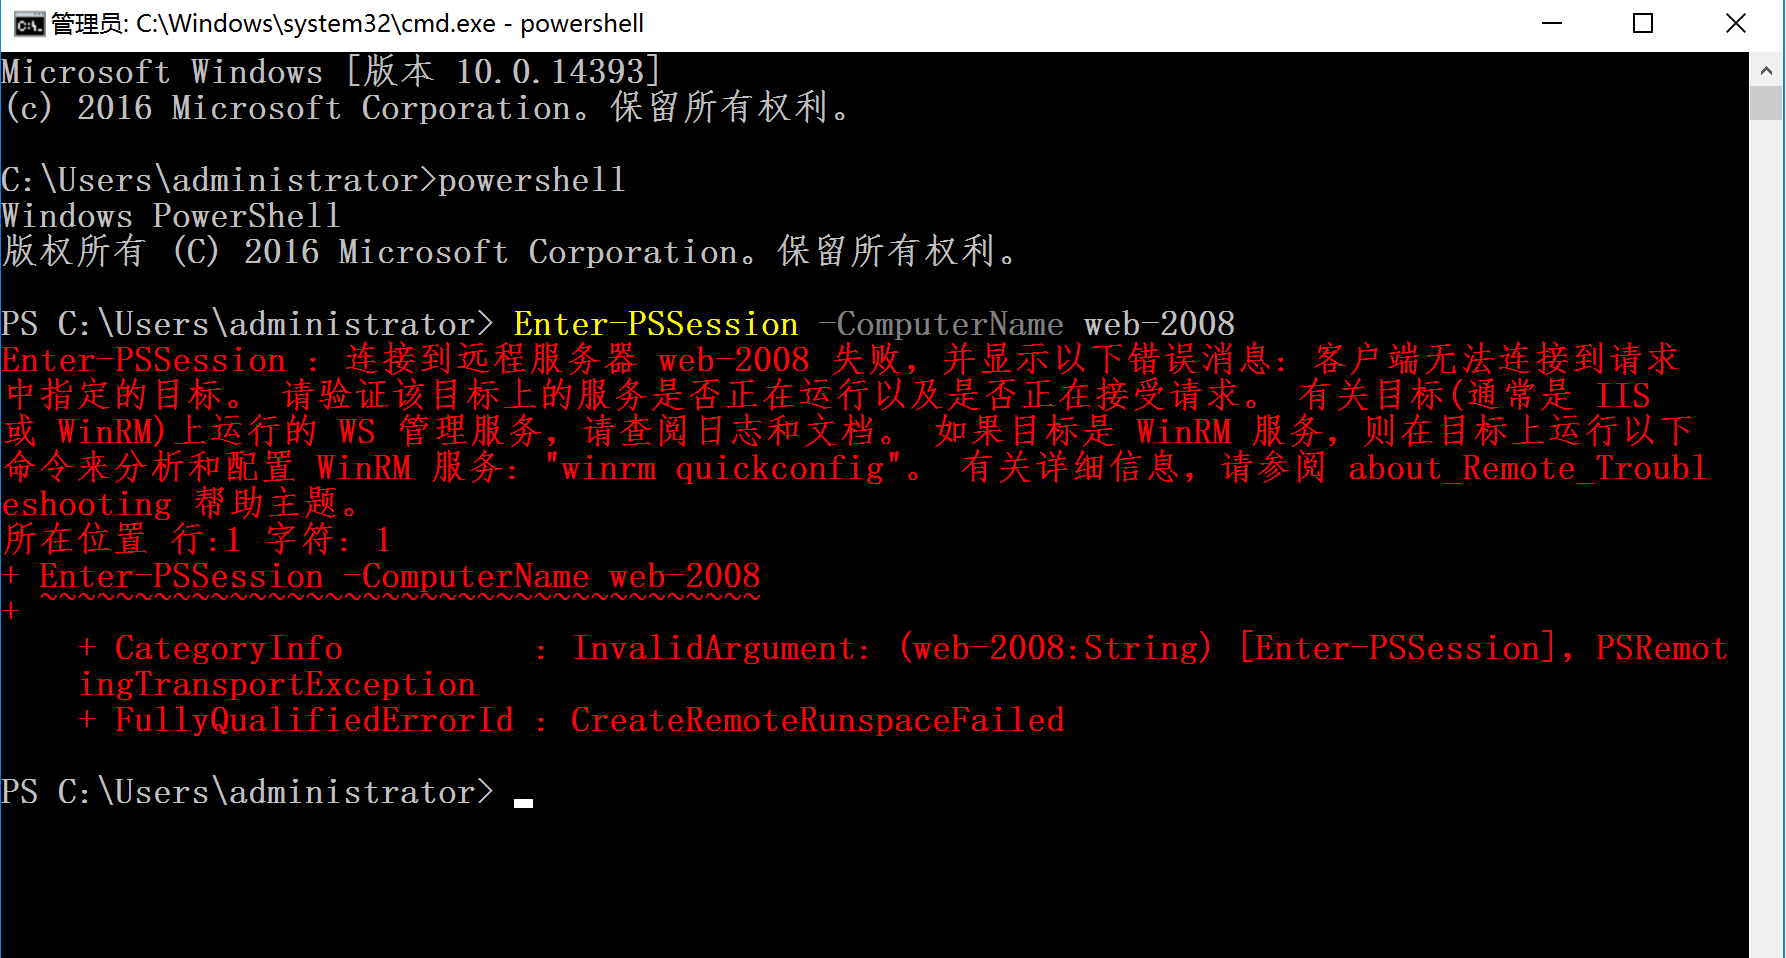 管理员: C:\Windows\system32\cmd.exe - powershell
Microsoft Windows [版本 10.0.14393]
(c) 2016 Microsoft Corporation。保留所有权利。
C:\Users\administrator>powershell
Windows PowerShell
版权所有 (C) 2016 Microsoft Corporation。保留所有权利。
PS C:\Users\administrator> Enter-PSSession -ComputerName web-2008
Enter-PSSession : 连接到远程服务器 web-2008 失败，并显示以下错误消息: 客户端无法连接到请求
中指定的目标。 请验证该目标上的服务是否正在运行以及是否正在接受请求。 有关目标(通常是 IIS
或 WinRM)上运行的 WS 管理服务，请查阅日志和文档。 如果目标是 WinRM 服务，则在目标上运行以下
命令来分析和配置 WinRM 服务: "winrm quickconfig"。 有关详细信息，请参阅 about_Remote_Troubl
eshooting 帮助主题。
所在位置 行:1 字符: 1
+ Enter-PSSession -ComputerName web-2008
+ ~~~~~~~~~~~~~~~~~~~~~~~~~~~~~~~~~~~~~~
+ CategoryInfo          : InvalidArgument: (web-2008:String) [Enter-PSSession], PSRemot
ingTransportException
+ FullyQualifiedErrorId : CreateRemoteRunspaceFailed
PS C:\Users\administrator>